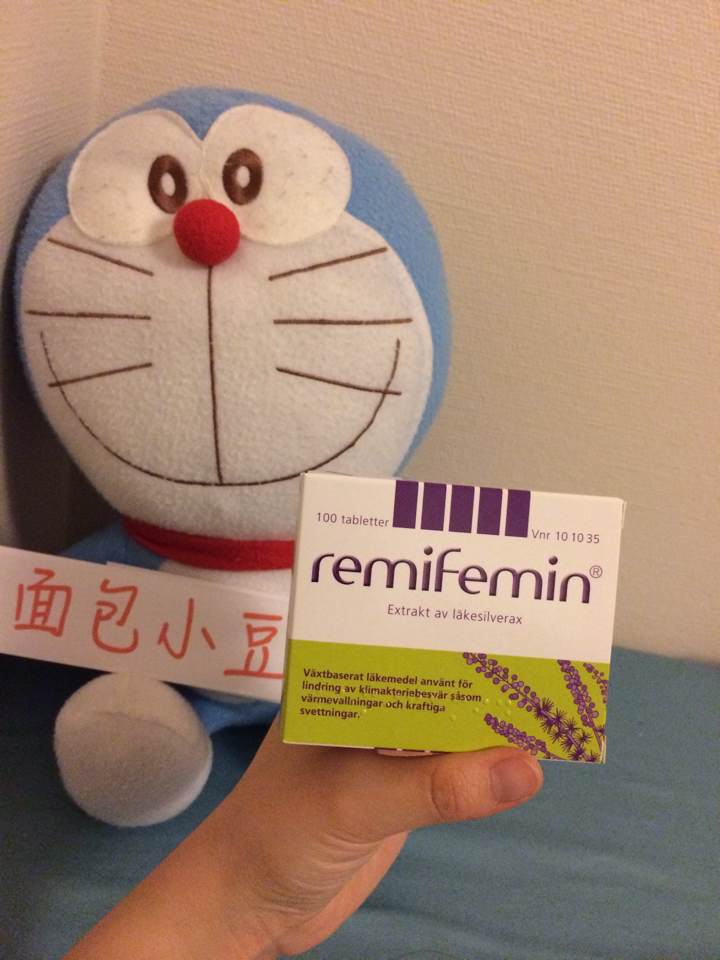 100 tabletter
Vnr 10 10 35
remifemin®
Extrakt av läkesilverax
Växtbaserat läkemedel använt för
lindring av klimakteriebesvär såsom
värmevallningar och kraftiga
svettningar.
面包小豆